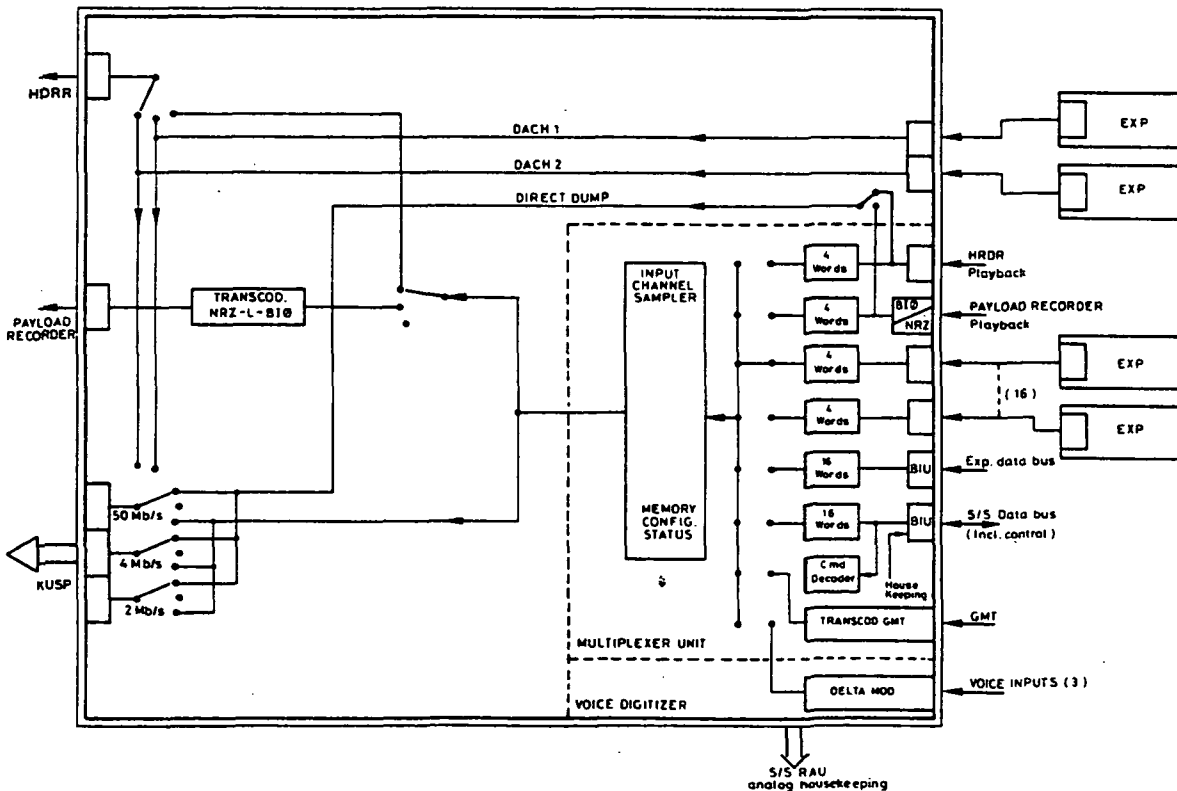 HDRR
DACH 1
DACH 2
DIRECT DUMP
EXP
EXP
4
Words
HRDR
Playback
INPUT
CHANNEL
SAMPLER
MEMORY
CONFIG.
STATUS
4
Words
BIØ
NRZ
PAYLOAD RECORDER
Playback
TRANSCOD.
NRZ-L-BIØ
PAYLOAD
RECORDER
4
Words
EXP
(16)
4
Words
EXP
16
Words
BIU
Exp. data bus
50 Mb/s
16
Words
BIU
S/S Data bus
(Incl. control)
4 Mb/s
KUSP
Cmd
Decoder
House
Keeping
2 Mb/s
TRANSCOD GMT
GMT
MULTIPLEXER UNIT
DELTA MOD
VOICE INPUTS (3)
VOICE DIGITIZER
S/S RAU
analog housekeeping